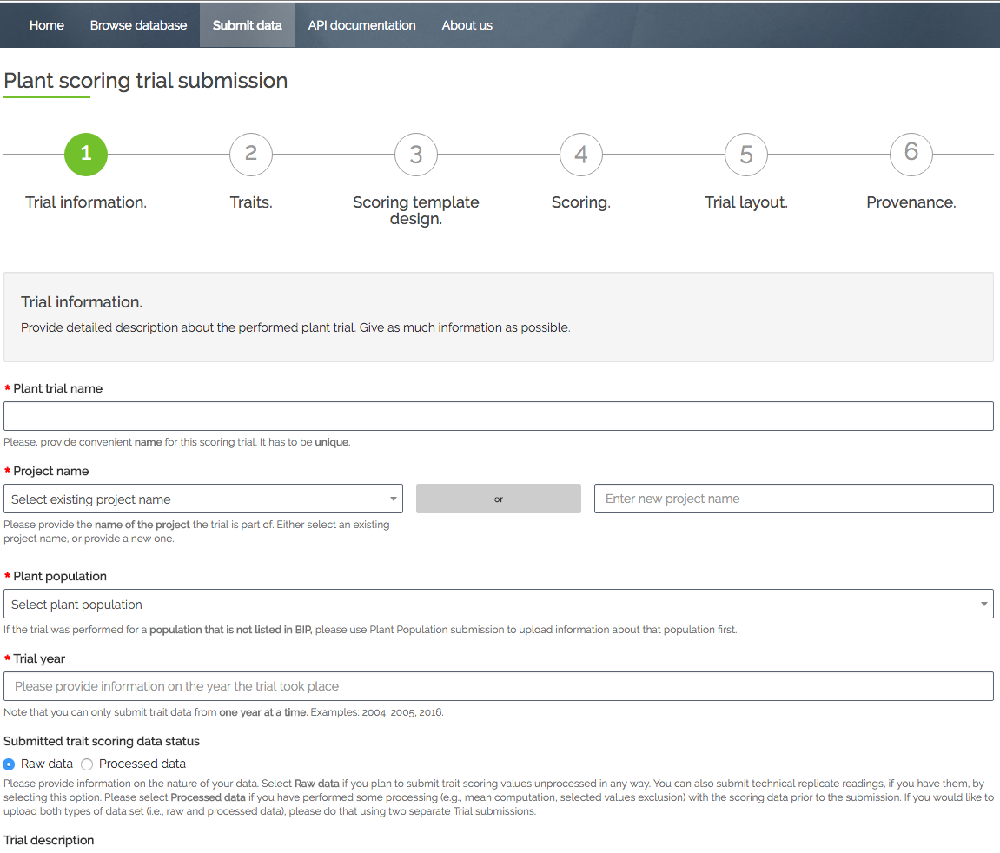 Home Browse database Submit data API documentation About us
Plant scoring trial submission
1 2 3 4 5 6
Trial information. Traits. Scoring template Scoring. Trial layout. Provenance.
design.
Trial information.
Provide detailed description about the performed plant trial. Give as much information as possible.
* Plant trial name
Please, provide convenient name for this scoring trial. It has to be unique.
* Project name
Select existing project name or Enter new project name
Please provide the name of the project the trial is part of. Either select an existing
project name, or provide a new one.
* Plant population
Select plant population
If the trial was performed for a population that is not listed in BIP, please use Plant Population submission to upload information about that population first.
* Trial year
Please provide information on the year the trial took place
Note that you can only submit trait data from one year at a time. Examples: 2004, 2005, 2016.
Submitted trait scoring data status
Raw data Processed data
Please provide information on the nature of your data. Select Raw data if you plan to submit trait scoring values unprocessed in any way. You can also submit technical replicate readings, if you have them, by
selecting this option. Please select Processed data if you have performed some processing (e.g., mean computation, selected values exclusion) with the scoring data prior to the submission. If you would like to
upload both types of data set (i.e., raw and processed data), please do that using two separate Trial submissions.
Trial description